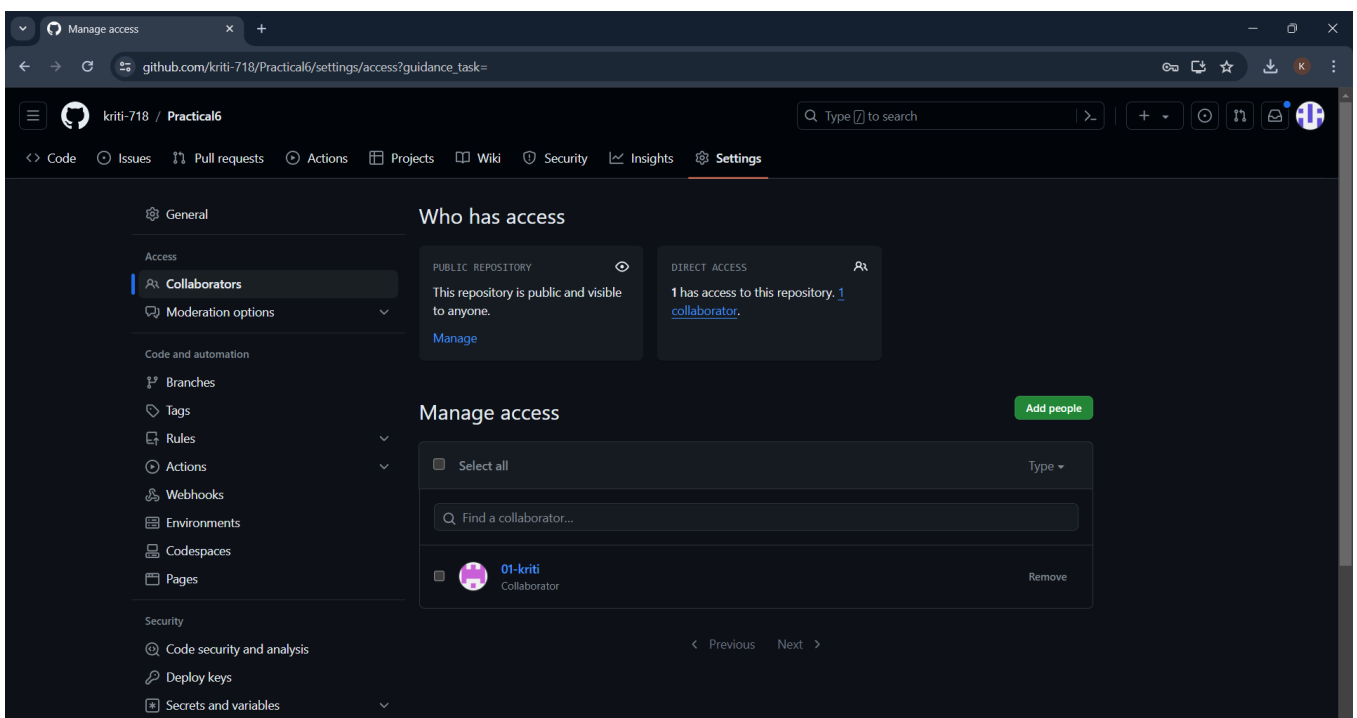 Manage access
github.com/kriti-718/Practical6/settings/access?guidance_task=
K
kriti-718 / Practical6
Type / to search
Code Issues Pull requests Actions Projects Wiki Security Insights Settings
General
Access
Collaborators
Moderation options
Code and automation
Branches
Tags
Rules
Actions
Webhooks
Environments
Codespaces
Pages
Security
Code security and analysis
Deploy keys
Secrets and variables
Who has access
PUBLIC REPOSITORY
This repository is public and visible
to anyone.
Manage
DIRECT ACCESS
1 has access to this repository. 1
collaborator.
Manage access
Add people
Select all
Type
Find a collaborator...
01-kriti
Collaborator
Remove
Previous Next